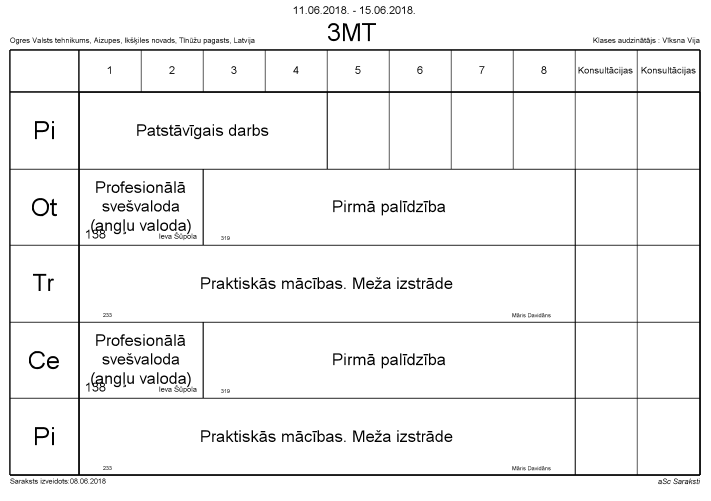 11.06.2018. - 15.06.2018.
Ogres Valsts tehnikums, Aizupes, Ikšķiles novads, Tīnūžu pagasts, Latvija
3MT
Klases audzinātājs : Vīksna Vija
1 2 3 4 5 6 7 8 Konsultācijas Konsultācijas
Pi
Patstāvīgais darbs
Ot
Profesionālā
svešvaloda
(angļu valoda)
138
Ieva Šūpola
Pirmā palīdzība
319
Tr
Praktiskās mācības. Meža izstrāde
233
Māris Davidāns
Ce
Profesionālā
svešvaloda
(angļu valoda)
138
Ieva Šūpola
Pirmā palīdzība
319
Pi
Praktiskās mācības. Meža izstrāde
233
Māris Davidāns
Saraksts izveidots:08.06.2018
aSc Saraksti